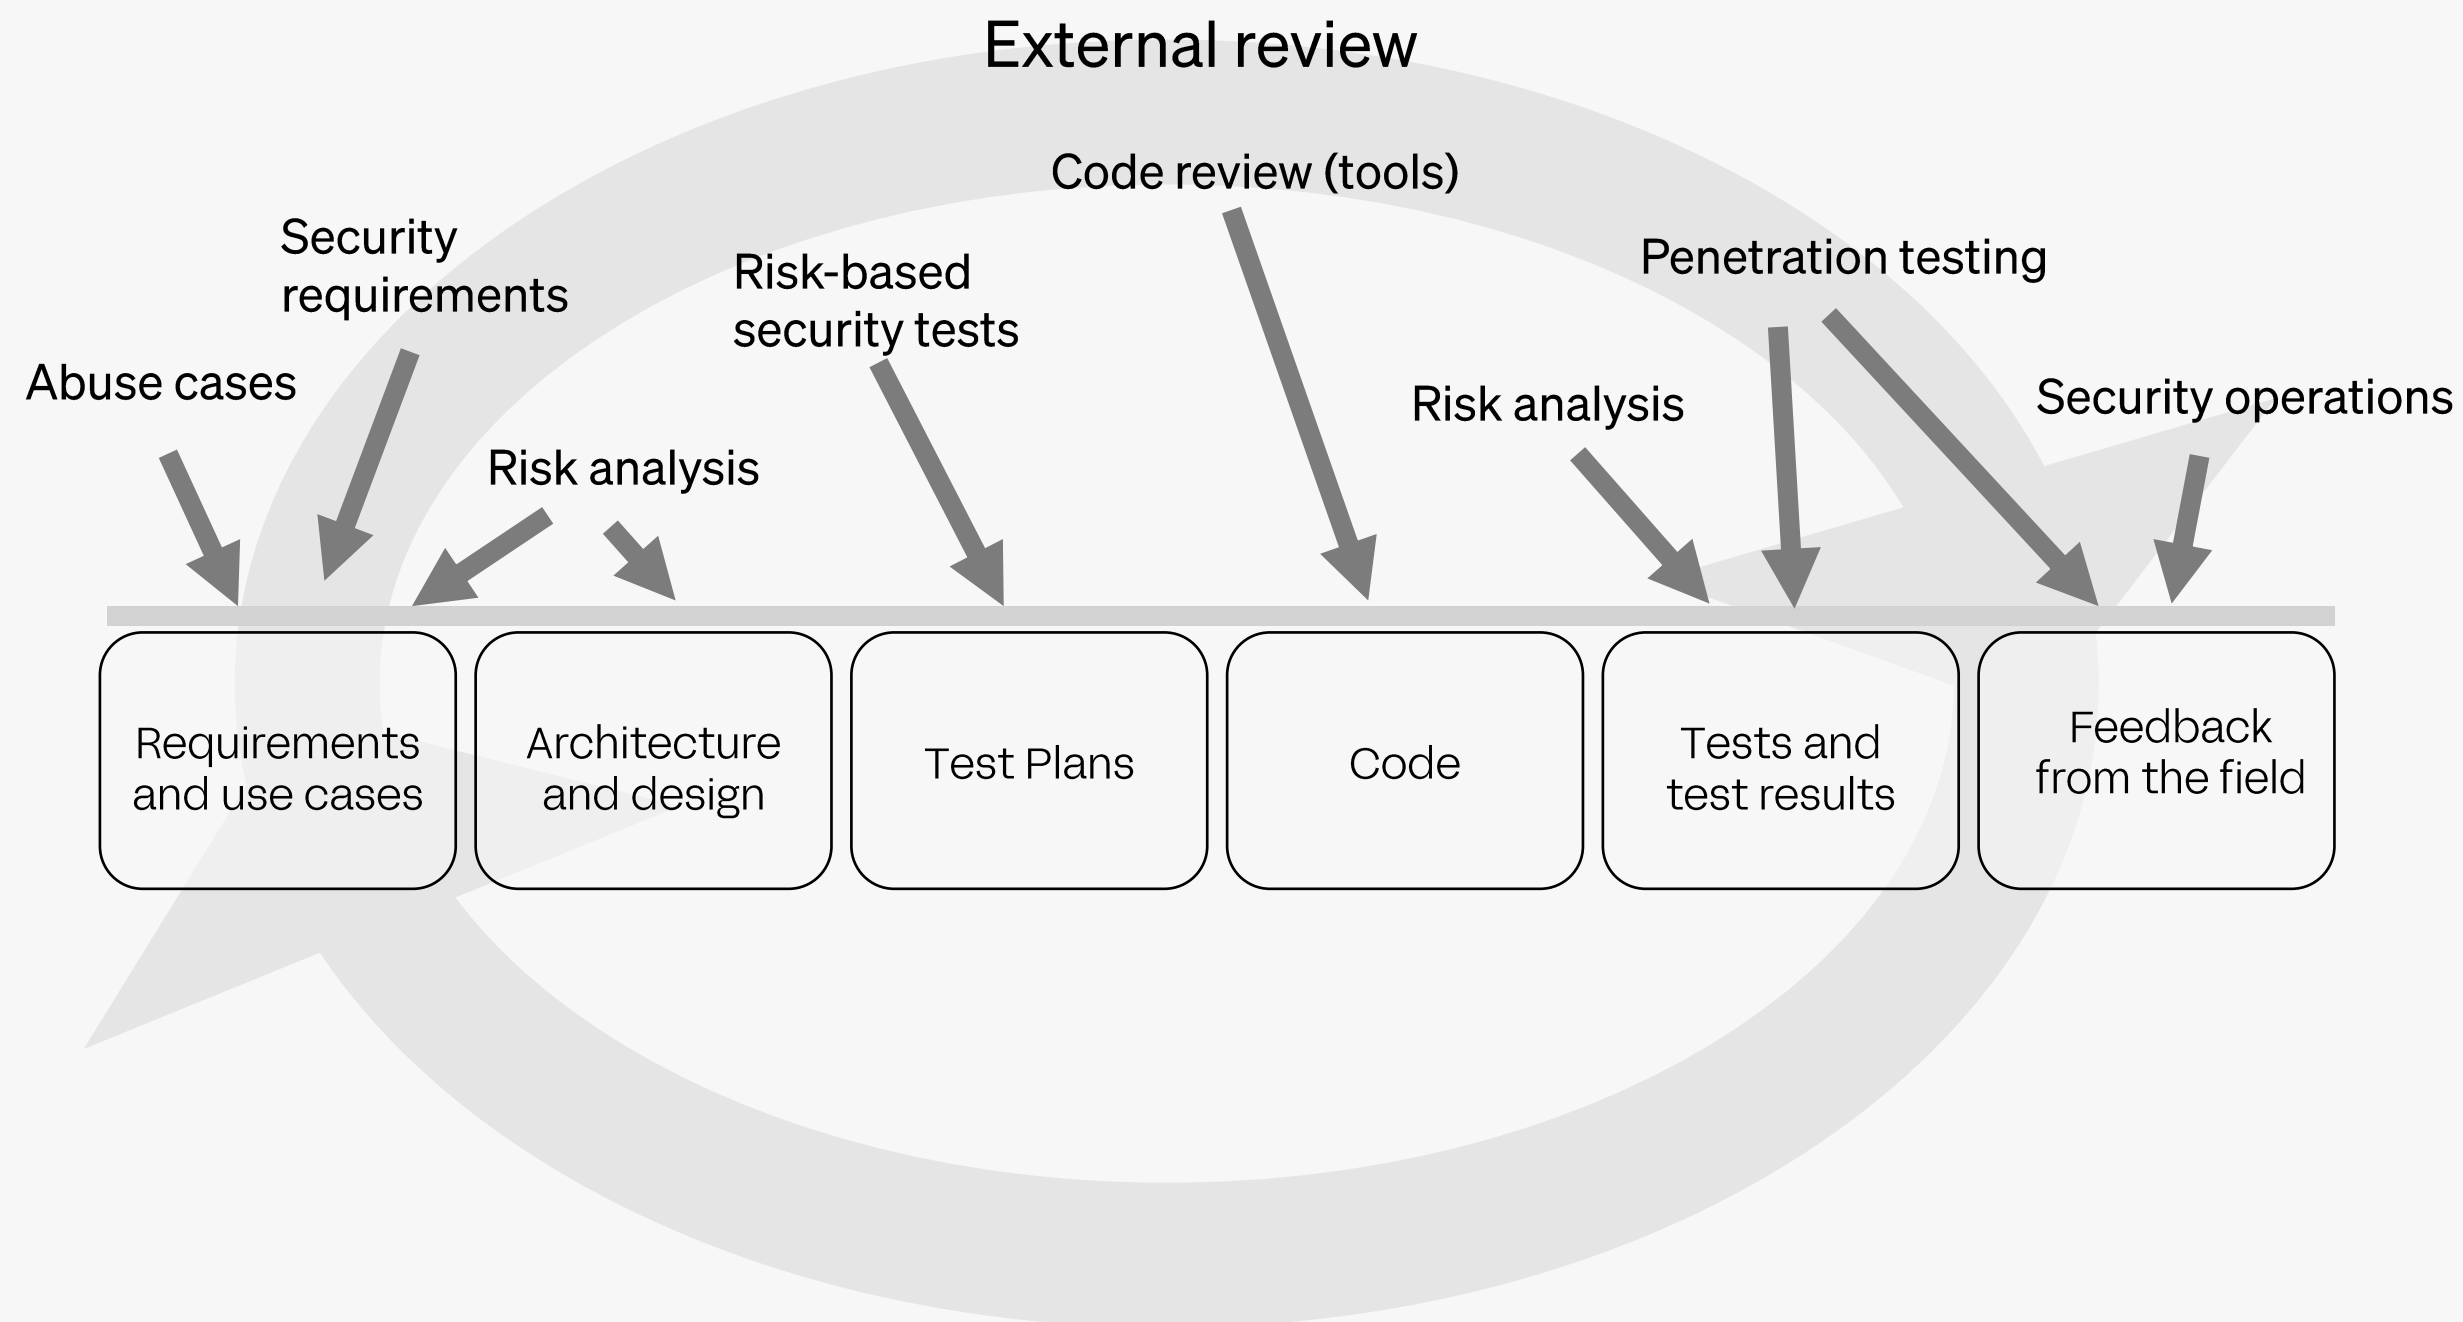 External review
Code review (tools)
Security
requirements
Risk-based
security tests
Penetration testing
Abuse cases
Risk analysis
Risk analysis
Security operations
Requirements
and use cases
Architecture
and design
Test Plans
Code
Tests and
test results
Feedback
from the field